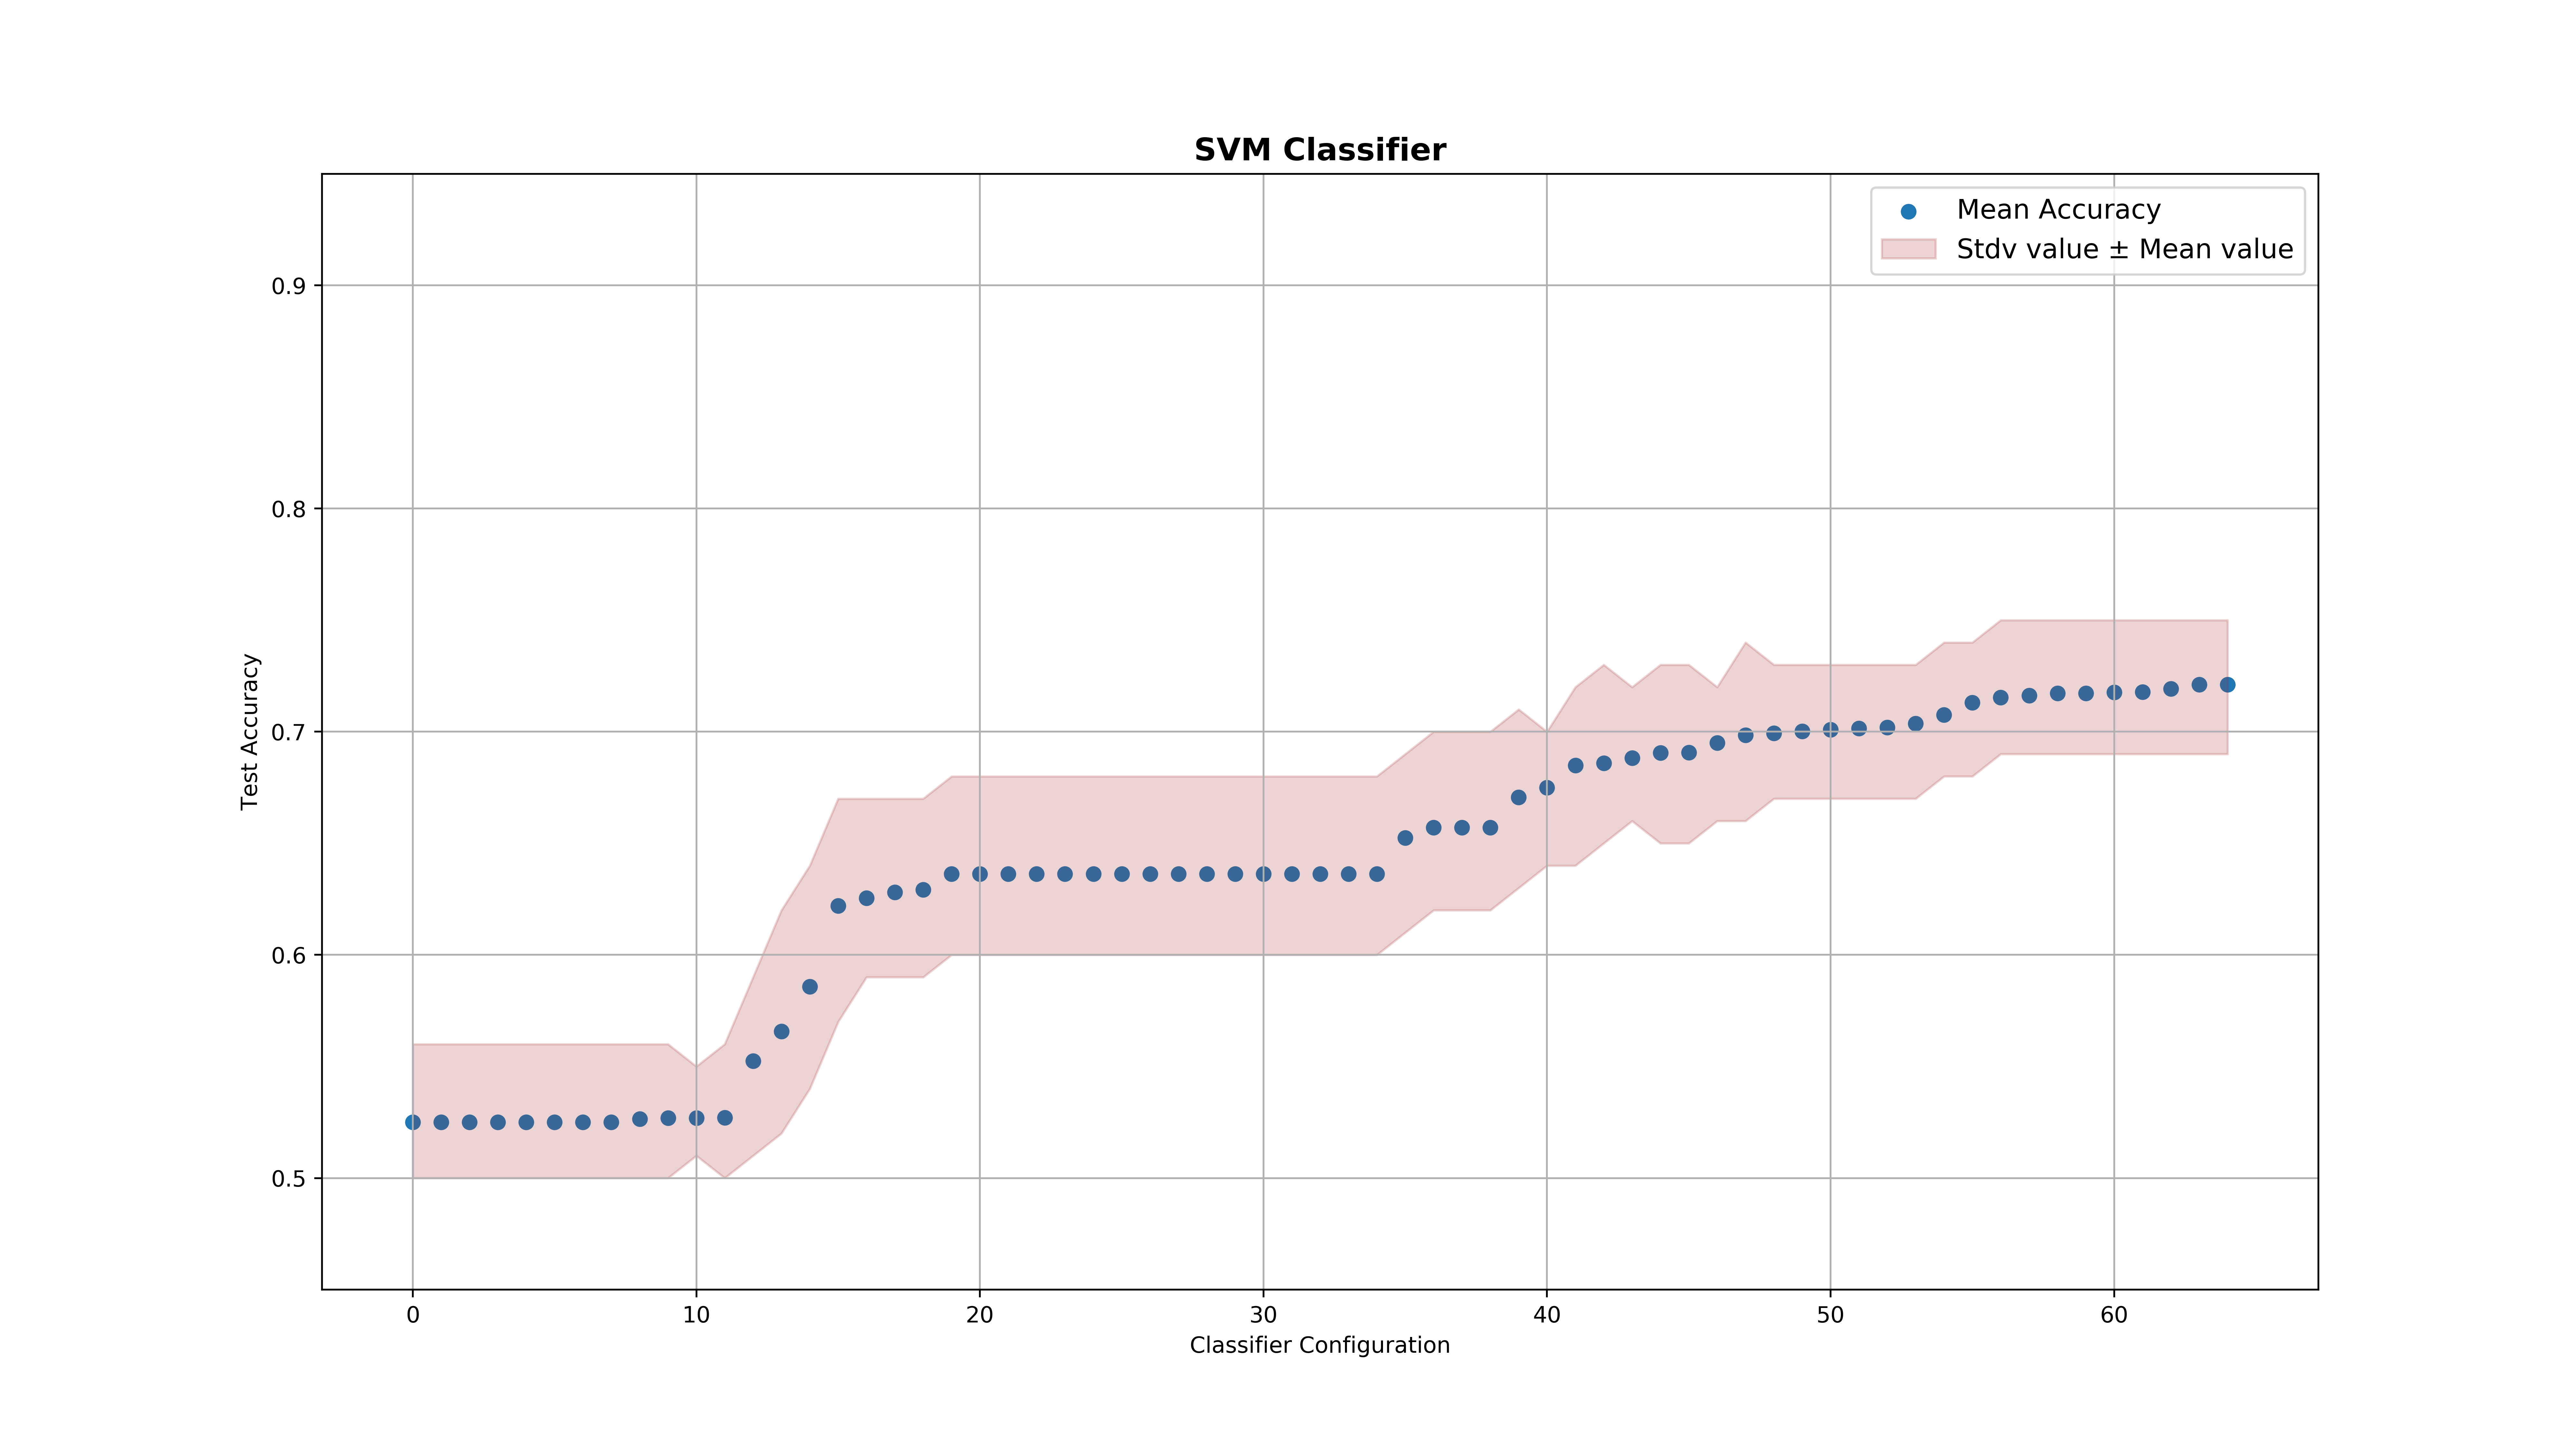 SVM Classifier
Mean Accuracy
Stdv value ± Mean value
Test Accuracy
0.9
0.8
0.7
0.6
0.5
0 10 20 30 40 50 60
Classifier Configuration